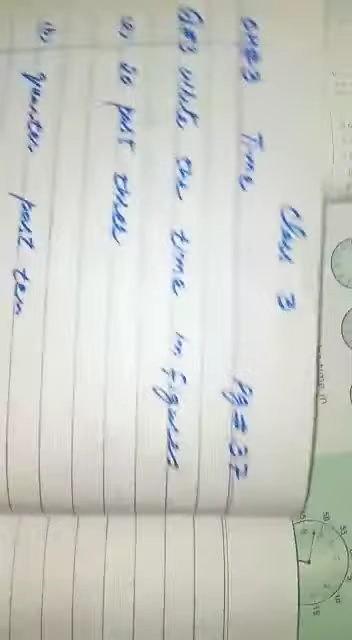 Class 3
CH#3 Time Pg = 37
Q#3 write the time in figures
a, 20 past three
b, quarter past ten